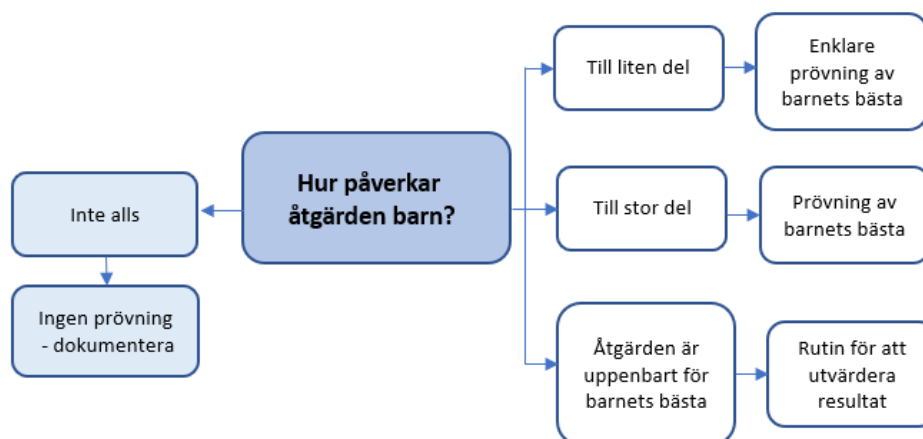 Hur påverkar
åtgärden barn?
Inte alls
Ingen prövning
- dokumentera
Till liten del
Enklare
prövning av
barnets bästa
Till stor del
Prövning av
barnets bästa
Åtgärden är
uppenbart för
barnets bästa
Rutin för att
utvärdera
resultat